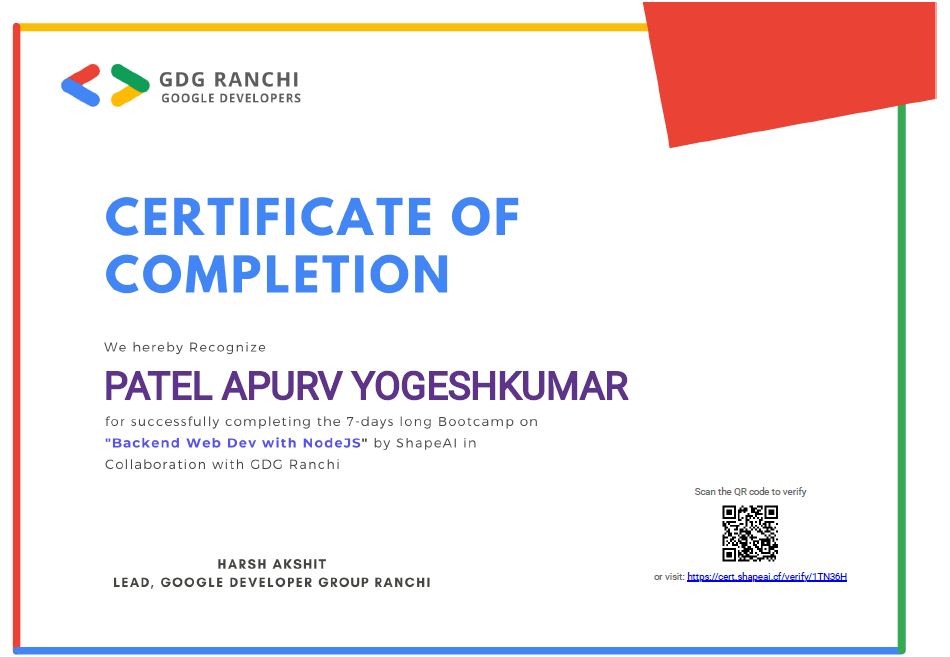 GDG RANCHI
GOOGLE DEVELOPERS
CERTIFICATE OF
COMPLETION
We hereby Recognize
PATEL APURV YOGESHKUMAR
for successfully completing the 7-days long Bootcamp on
"Backend Web Dev with NodeJS" by ShapeAI in
Collaboration with GDG Ranchi
Scan the QR code to verify
or visit: https://cert.shapeai.cf/verify/1TN36H
HARSH AKSHIT
LEAD, GOOGLE DEVELOPER GROUP RANCHI